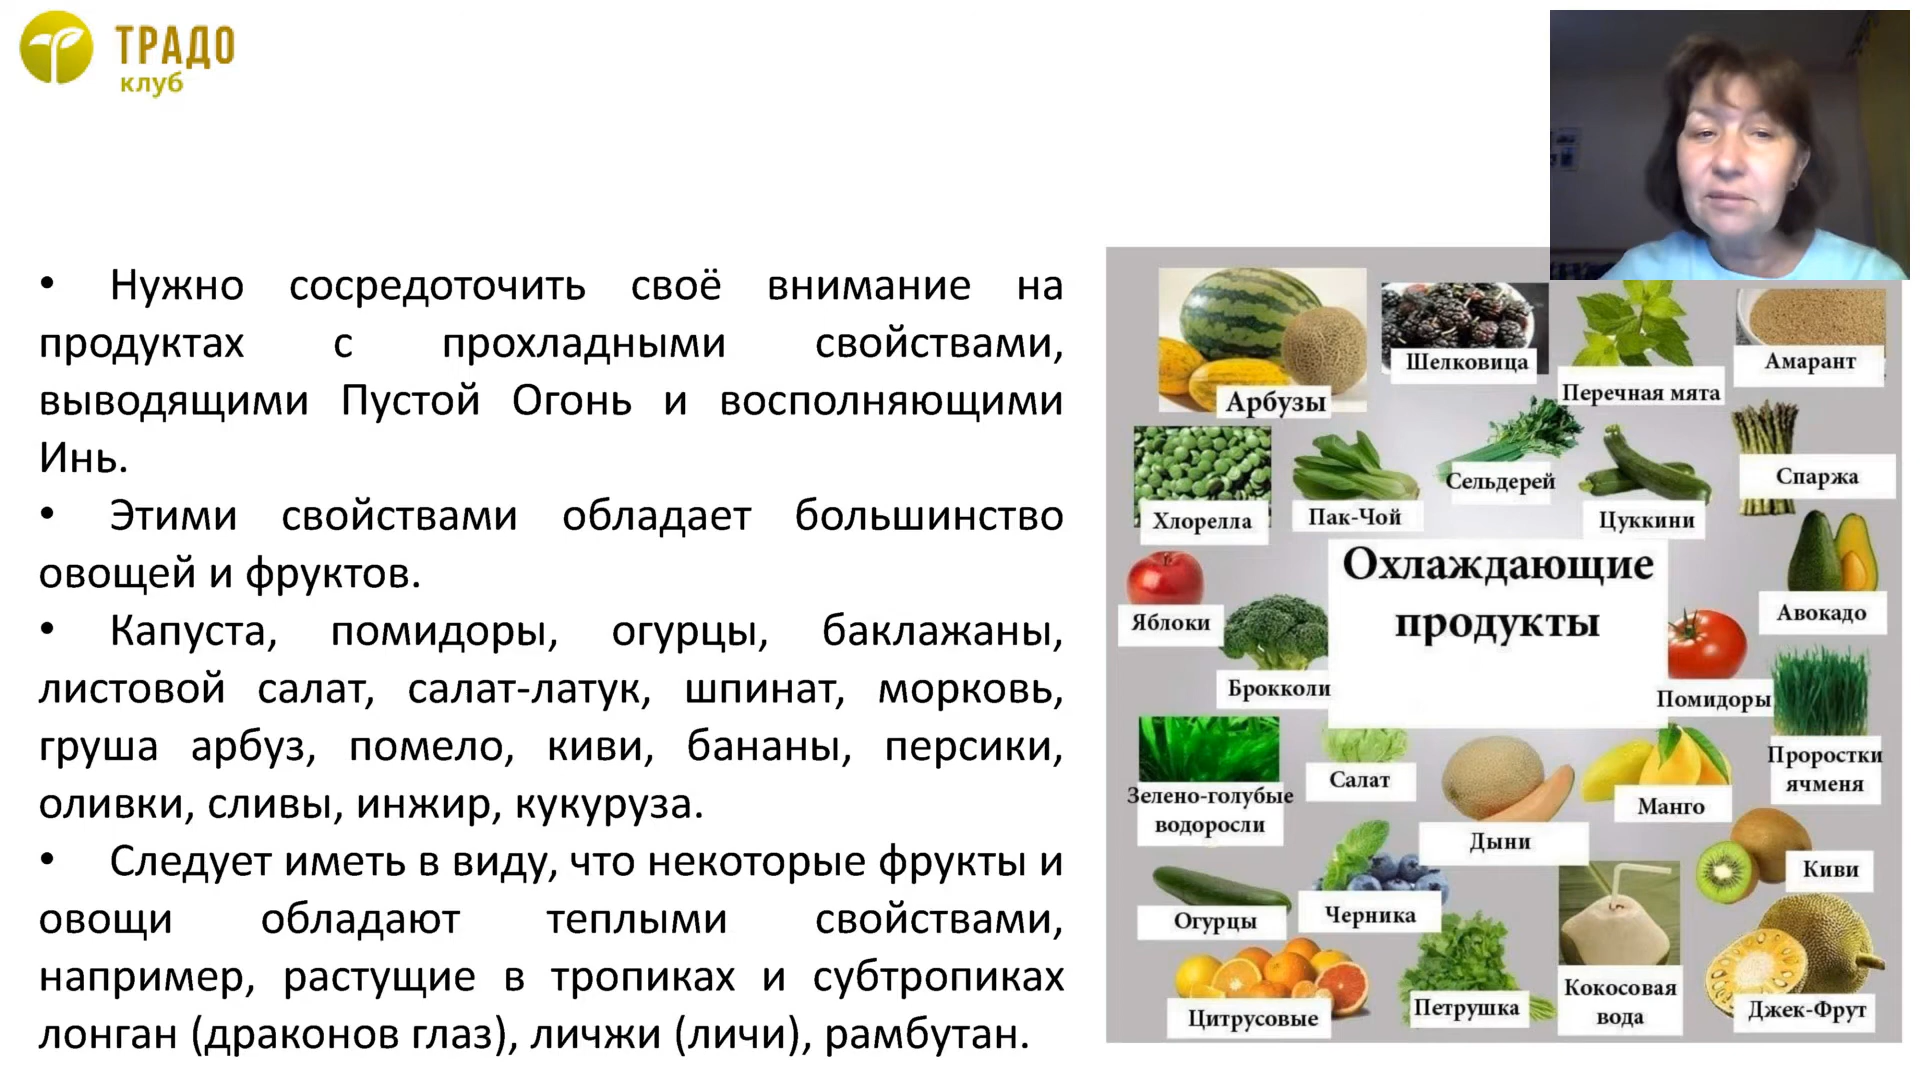 ТРАДО
клуб
• Нужно сосредоточить своё внимание на
продуктах с прохладными свойствами,
выводящими Пустой Огонь и восполняющими
Инь.
• Этими свойствами обладает большинство
овощей и фруктов.
• Капуста, помидоры, огурцы, баклажаны,
листовой салат, салат-латук, шпинат, морковь,
груша арбуз, помело, киви, бананы, персики,
оливки, сливы, инжир, кукуруза.
• Следует иметь в виду, что некоторые фрукты и
овощи обладают теплыми свойствами,
например, растущие в тропиках и субтропиках
лонган (драконов глаз), личжи (личи), рамбутан.
Арбузы
Шелковица
Перечная мята
Амарант
Хлорелла
Пак-Чой
Сельдерей
Цуккини
Спаржа
Охлаждающие
продукты
Яблоки
Брокколи
Авокадо
Помидоры
Проростки
ячменя
Зелено-голубые
водоросли
Салат
Дыни
Манго
Киви
Огурцы
Черника
Цитрусовые
Петрушка
Кокосовая
вода
Джек-Фрут